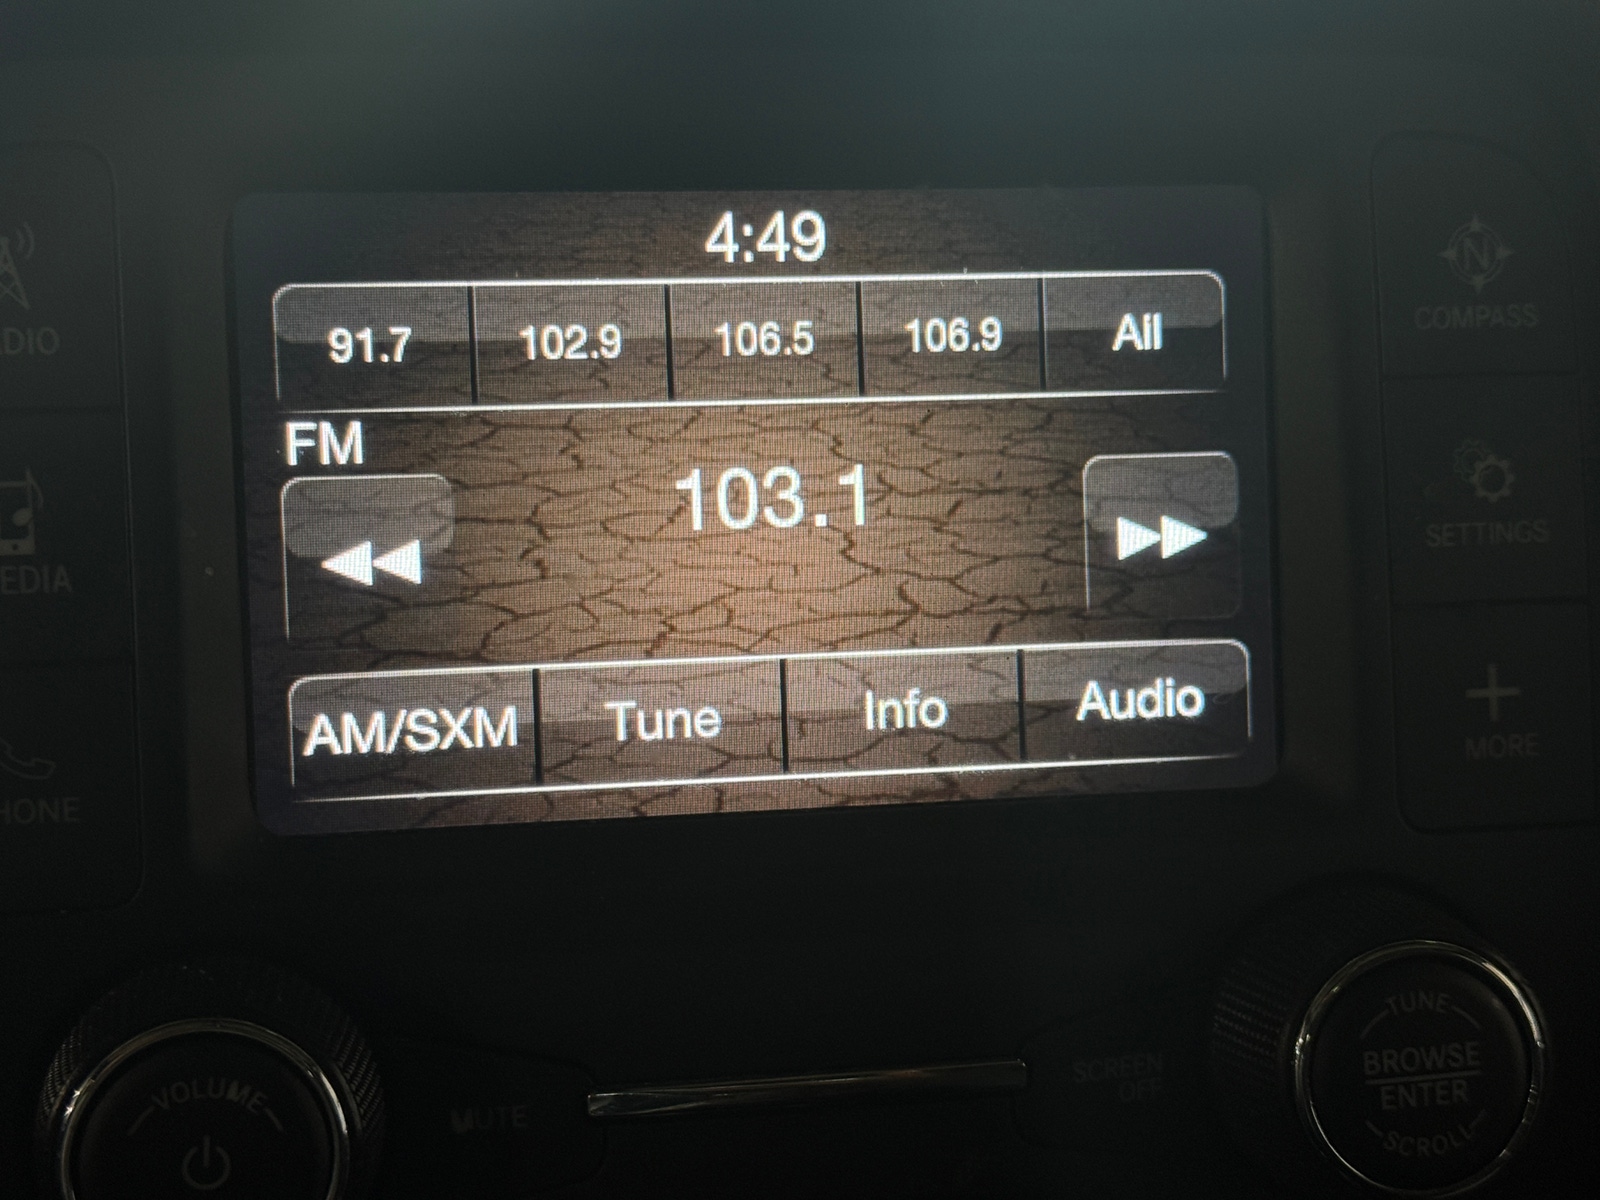 4:49
91.7 102.9 106.5 106.9 All
FM
103.1
AM/SXM Tune Info Audio
COMPASS
SETTINGS
MORE
DIO
EDIA
HONE
VOLUME
MUTE
SCREEN
OFF
TUNE
BROWSE
ENTER
SCROLL
N